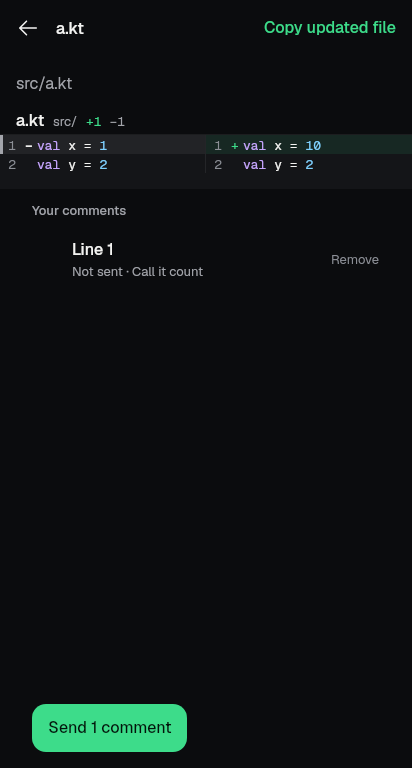 a.kt
Copy updated file
src/a.kt
a.kt src/ +1 −1
1 − val x = 1
1 + val x = 10
2 val y = 2
2 val y = 2
Your comments
Line 1
Not sent · Call it count
Remove
Send 1 comment